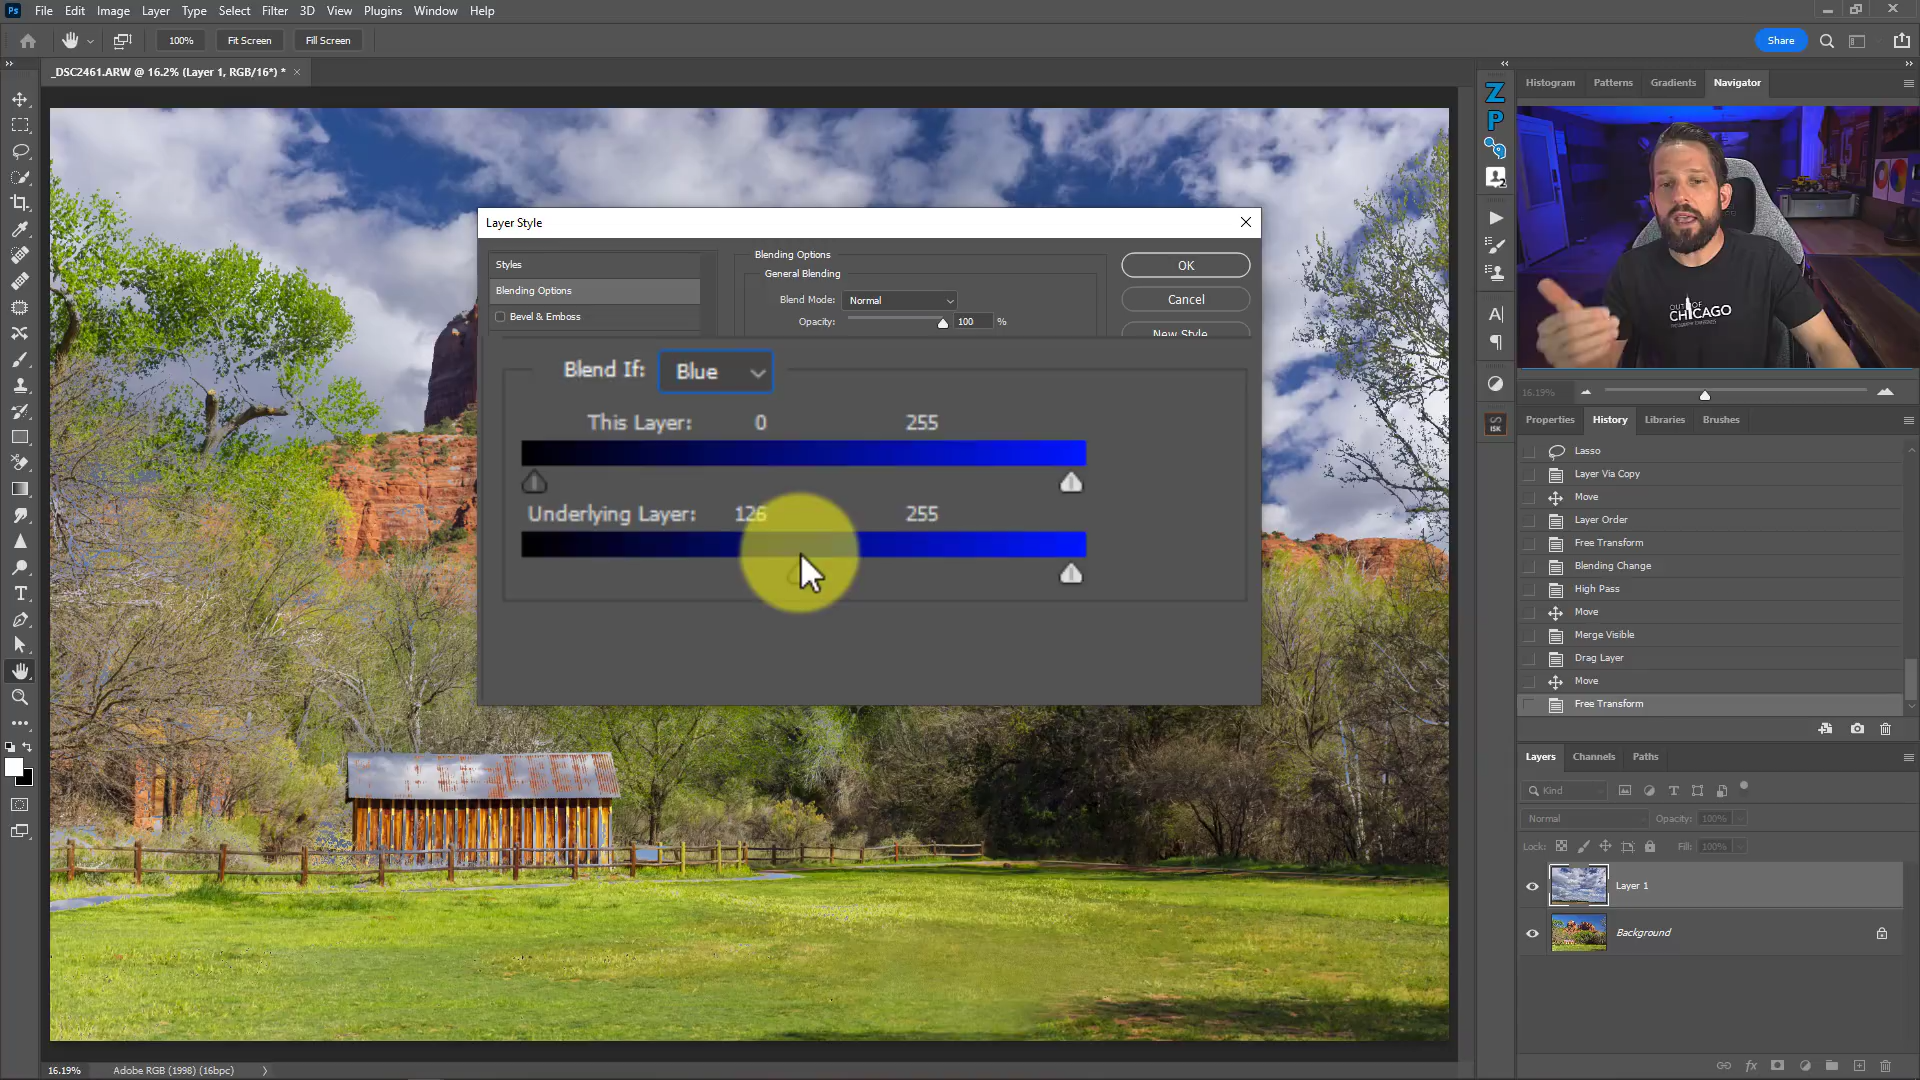 Ps File Edit Image Layer Type Select Filter 3D View Plugins Window Help
100% Fit Screen Fill Screen Share
_DSC2461.ARW @ 16.2% (Layer 1, RGB/16*) * ×
Histogram Patterns Gradients Navigator
Z
P
OUT OF
CHICAGO
Layer Style
Styles
Blending Options
Bevel & Emboss
Blending Options
General Blending
Blend Mode: Normal
Opacity: 100 %
OK
Cancel
New Style...
Blend If: Blue
This Layer: 0 255
Underlying Layer: 126 255
16.19%
Properties History Libraries Brushes
ISK
Lasso
Layer Via Copy
Move
Layer Order
Free Transform
Blending Change
High Pass
Move
Merge Visible
Drag Layer
Move
Free Transform
Layers Channels Paths
Kind
Normal Opacity: 100%
Lock: Fill: 100%
Layer 1
Background
16.19% Adobe RGB (1998) (16bpc)